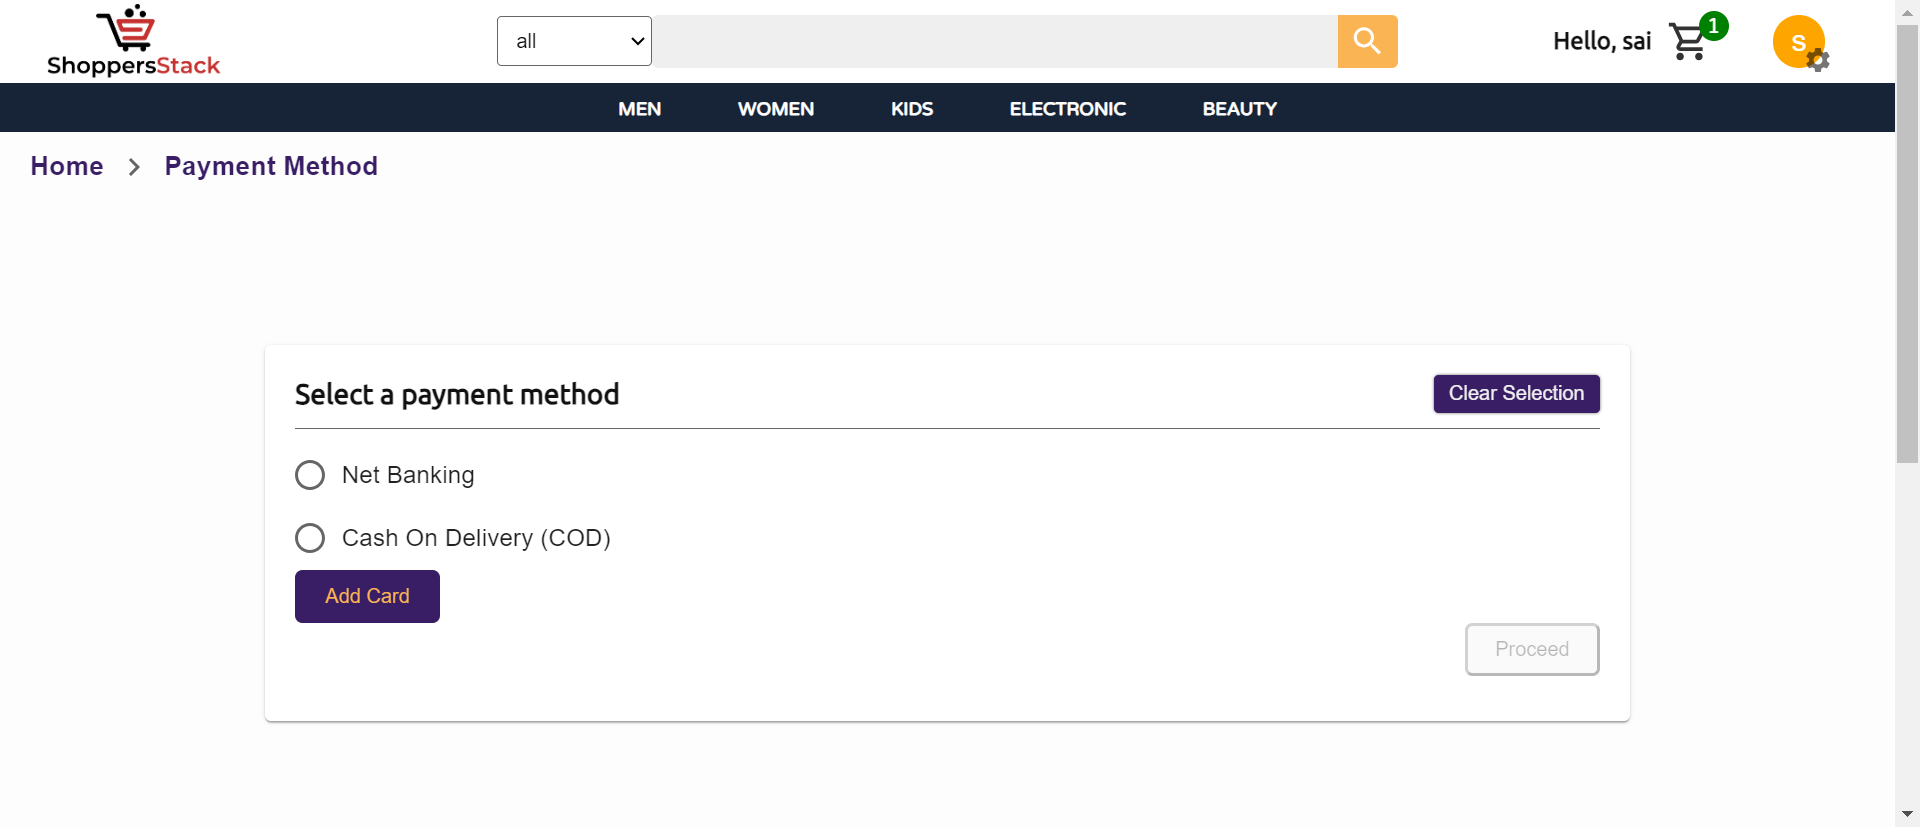 ShoppersStack
all
Hello, sai
1
S
MEN WOMEN KIDS ELECTRONIC BEAUTY
Home > Payment Method
Select a payment method
Clear Selection
Net Banking
Cash On Delivery (COD)
Add Card
Proceed